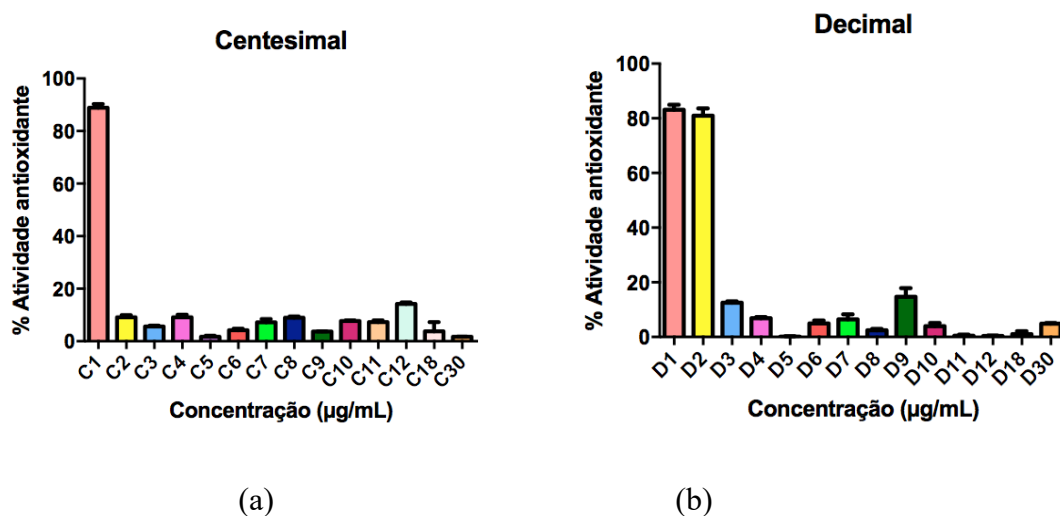 Centesimal
% Atividade antioxidante
100
80
60
40
20
0
C1 C2 C3 C4 C5 C6 C7 C8 C9 C10 C11 C12 C18 C30
Concentração (µg/mL)
(a)
Decimal
% Atividade antioxidante
100
80
60
40
20
0
D1 D2 D3 D4 D5 D6 D7 D8 D9 D10 D11 D12 D18 D30
Concentração (µg/mL)
(b)